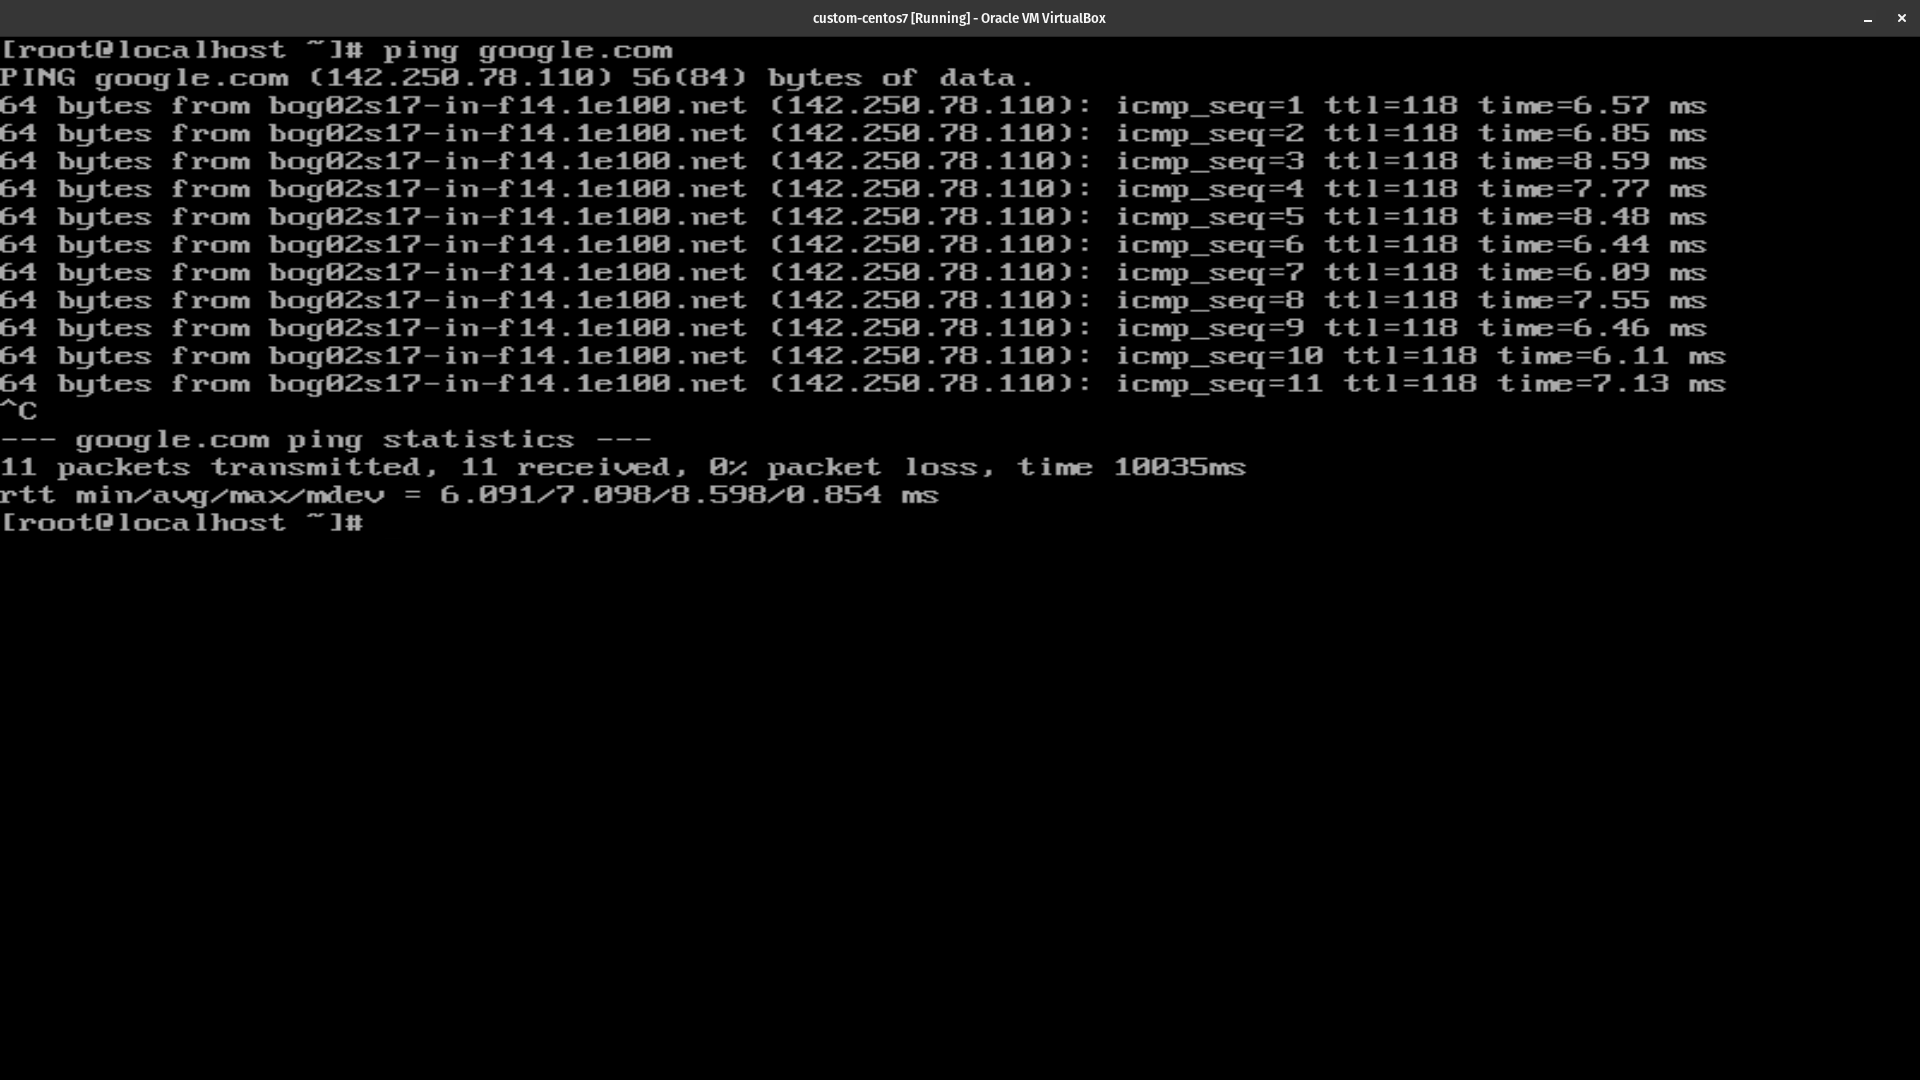 custom-centos7 [Running] - Oracle VM VirtualBox
[root@localhost ~]# ping google.com
PING google.com (142.250.78.110) 56(84) bytes of data.
64 bytes from bog02s17-in-f14.1e100.net (142.250.78.110): icmp_seq=1 ttl=118 time=6.57 ms
64 bytes from bog02s17-in-f14.1e100.net (142.250.78.110): icmp_seq=2 ttl=118 time=6.85 ms
64 bytes from bog02s17-in-f14.1e100.net (142.250.78.110): icmp_seq=3 ttl=118 time=8.59 ms
64 bytes from bog02s17-in-f14.1e100.net (142.250.78.110): icmp_seq=4 ttl=118 time=7.77 ms
64 bytes from bog02s17-in-f14.1e100.net (142.250.78.110): icmp_seq=5 ttl=118 time=8.48 ms
64 bytes from bog02s17-in-f14.1e100.net (142.250.78.110): icmp_seq=6 ttl=118 time=6.44 ms
64 bytes from bog02s17-in-f14.1e100.net (142.250.78.110): icmp_seq=7 ttl=118 time=6.09 ms
64 bytes from bog02s17-in-f14.1e100.net (142.250.78.110): icmp_seq=8 ttl=118 time=7.55 ms
64 bytes from bog02s17-in-f14.1e100.net (142.250.78.110): icmp_seq=9 ttl=118 time=6.46 ms
64 bytes from bog02s17-in-f14.1e100.net (142.250.78.110): icmp_seq=10 ttl=118 time=6.11 ms
64 bytes from bog02s17-in-f14.1e100.net (142.250.78.110): icmp_seq=11 ttl=118 time=7.13 ms
^C
--- google.com ping statistics ---
11 packets transmitted, 11 received, 0% packet loss, time 10035ms
rtt min/avg/max/mdev = 6.091/7.098/8.598/0.854 ms
[root@localhost ~]#